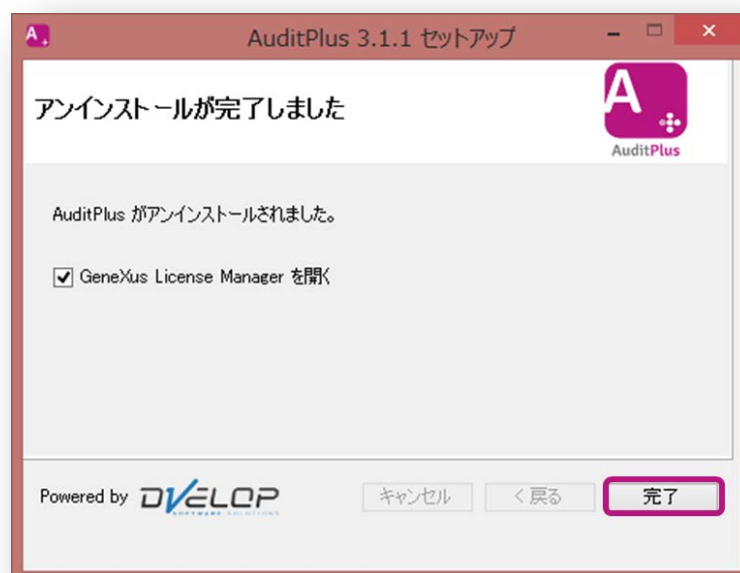 A+
AuditPlus 3.1.1 セットアップ
アンインストールが完了しました
A+
AuditPlus
AuditPlus がアンインストールされました。
GeneXus License Manager を開く
Powered by DVELOP
SOFTWARE SOLUTIONS
キャンセル
< 戻る
完了